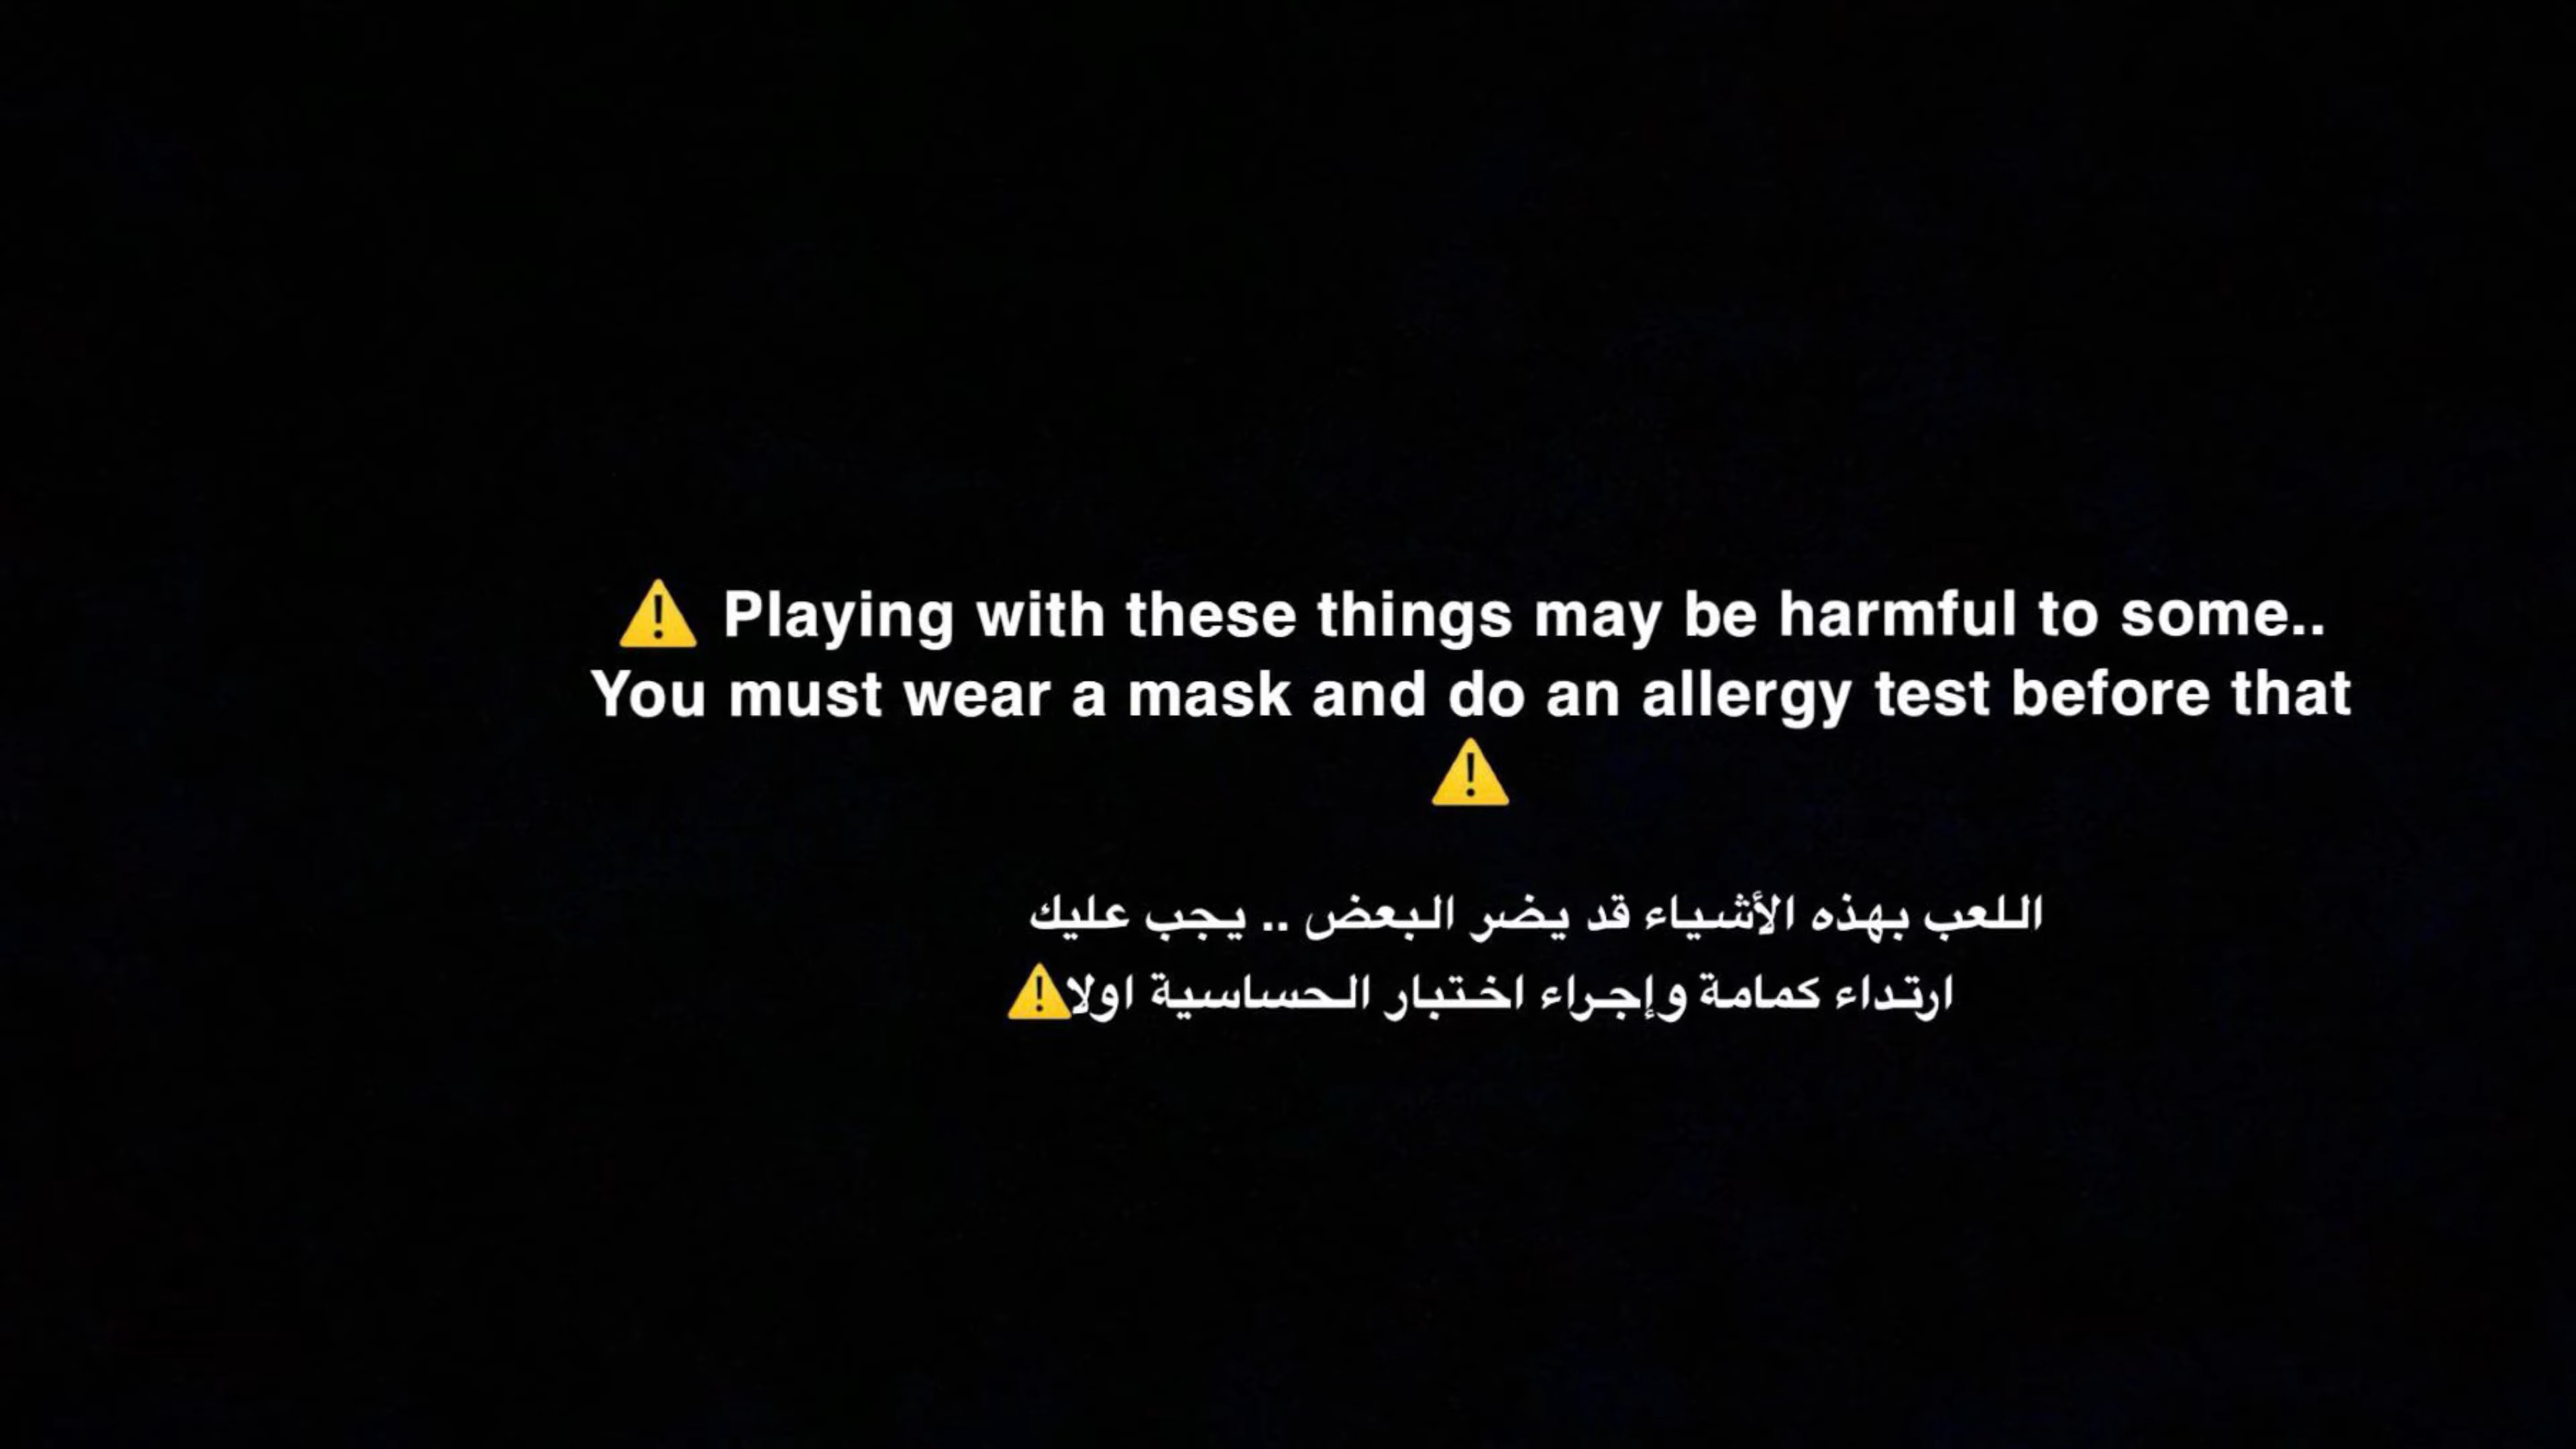 ⚠️ Playing with these things may be harmful to some..
You must wear a mask and do an allergy test before that
⚠️
اللعب بهذه الأشياء قد يضر البعض .. يجب عليك
ارتداء كمامة وإجراء اختبار الحساسية اولا⚠️